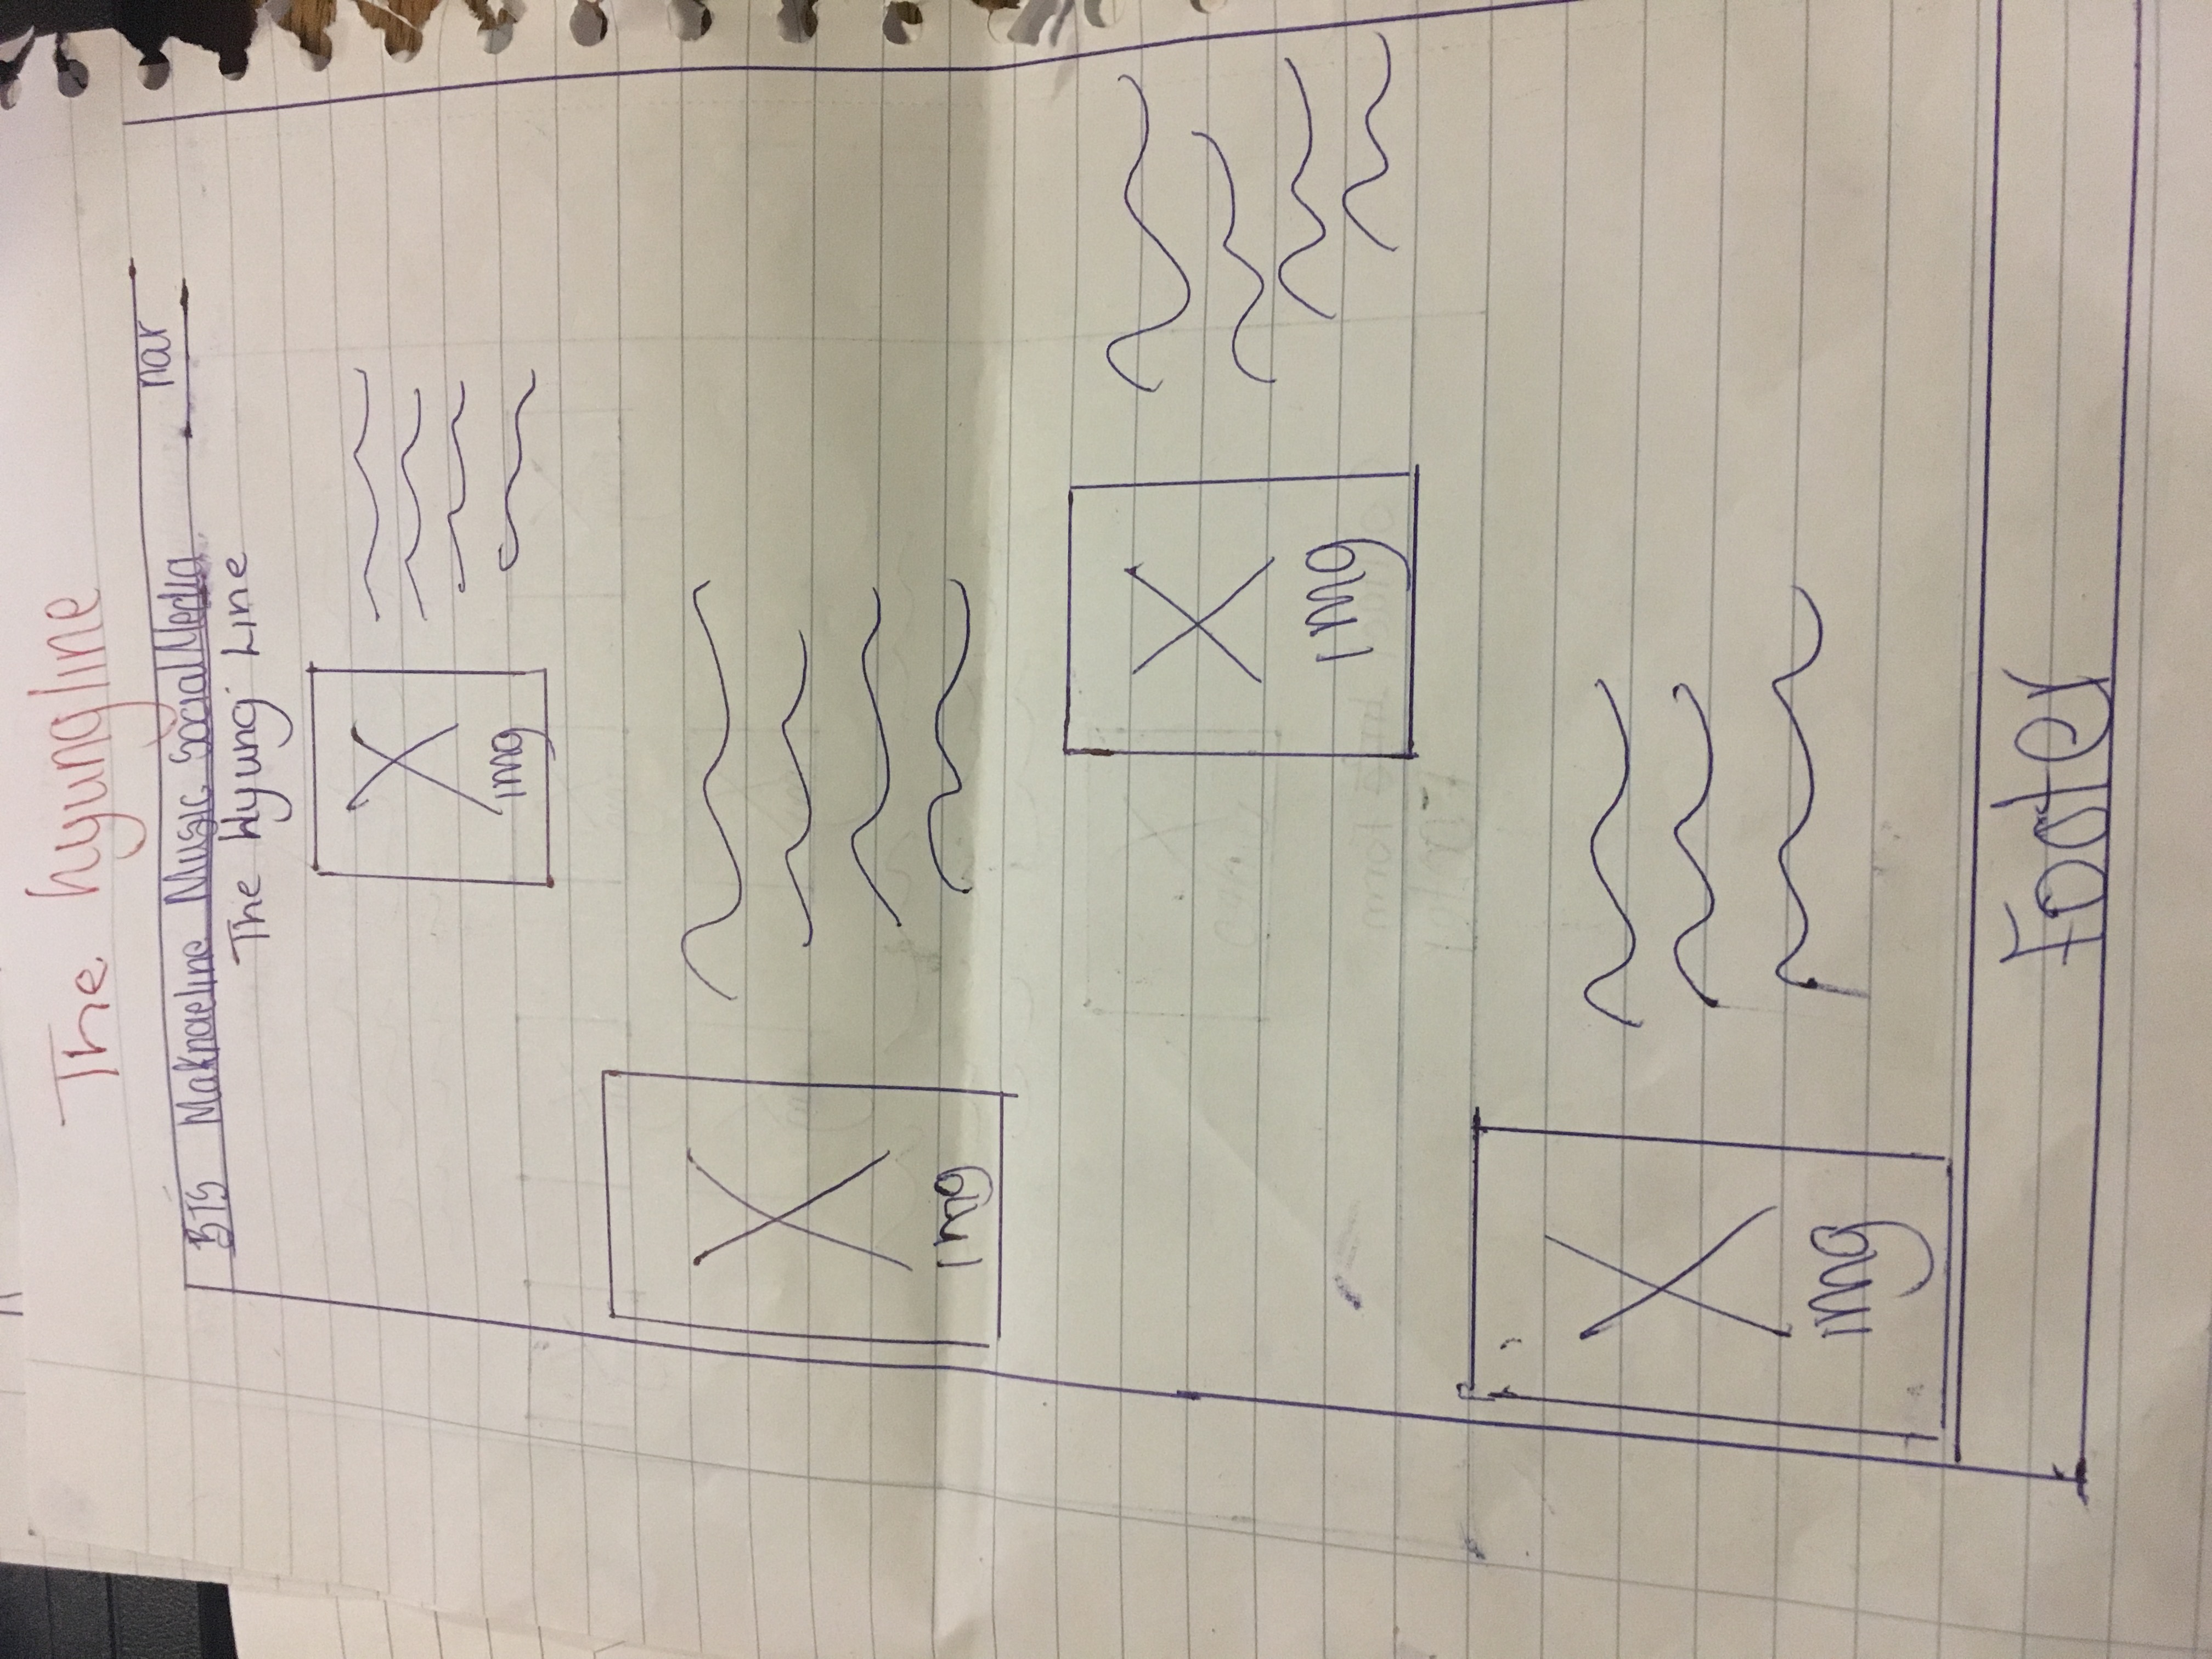 The hyungline
BTS Maknaeline Music Social Media nar
The Hyung Line
img
img
img
img
Footer